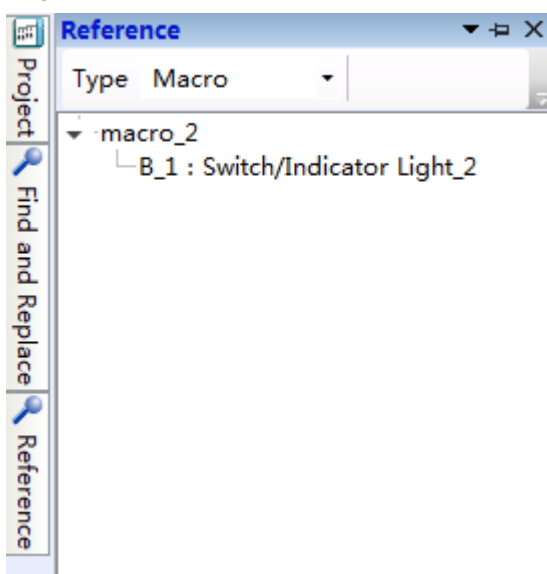 Reference
Type Macro
macro_2
B_1 : Switch/Indicator Light_2
Project
Find and Replace
Reference